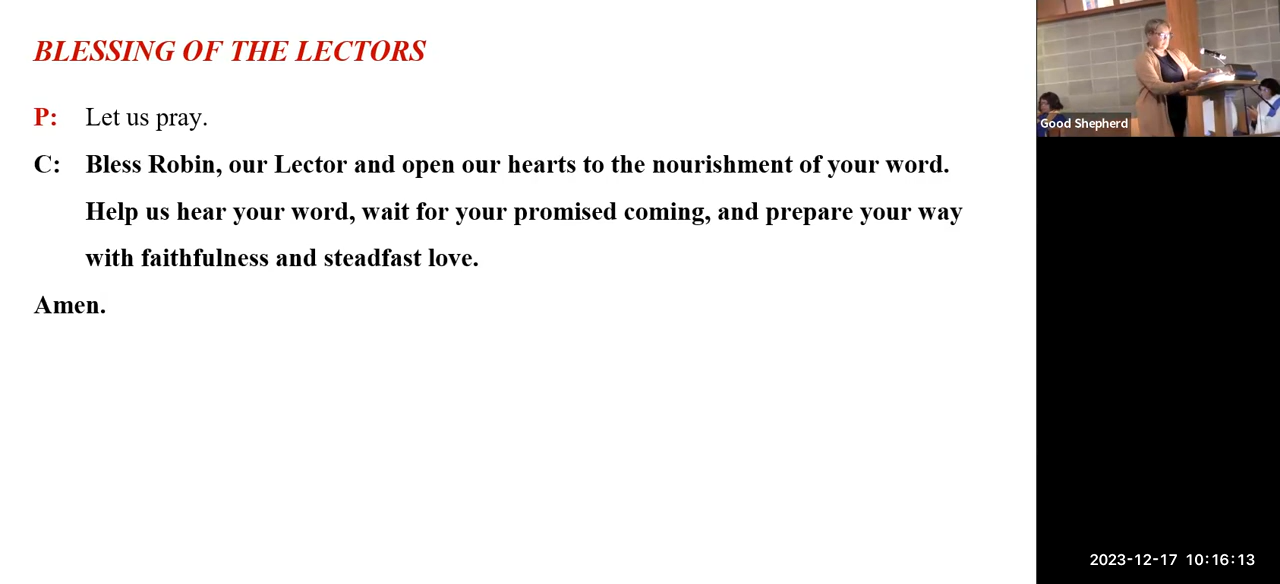 BLESSING OF THE LECTORS
P: Let us pray.
C: Bless Robin, our Lector and open our hearts to the nourishment of your word.
Help us hear your word, wait for your promised coming, and prepare your way
with faithfulness and steadfast love.
Amen.
Good Shepherd
2023-12-17 10:16:13